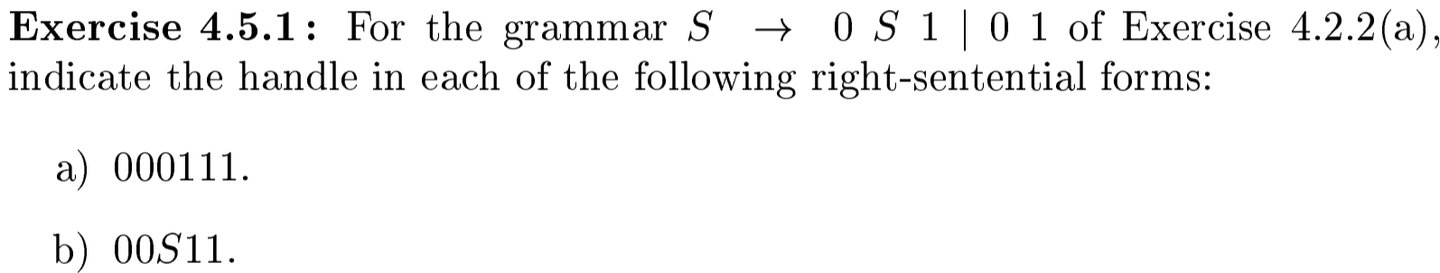 Exercise 4.5.1: For the grammar S → 0 S 1 | 0 1 of Exercise 4.2.2(a),
indicate the handle in each of the following right-sentential forms:
a) 000111.
b) 00S11.